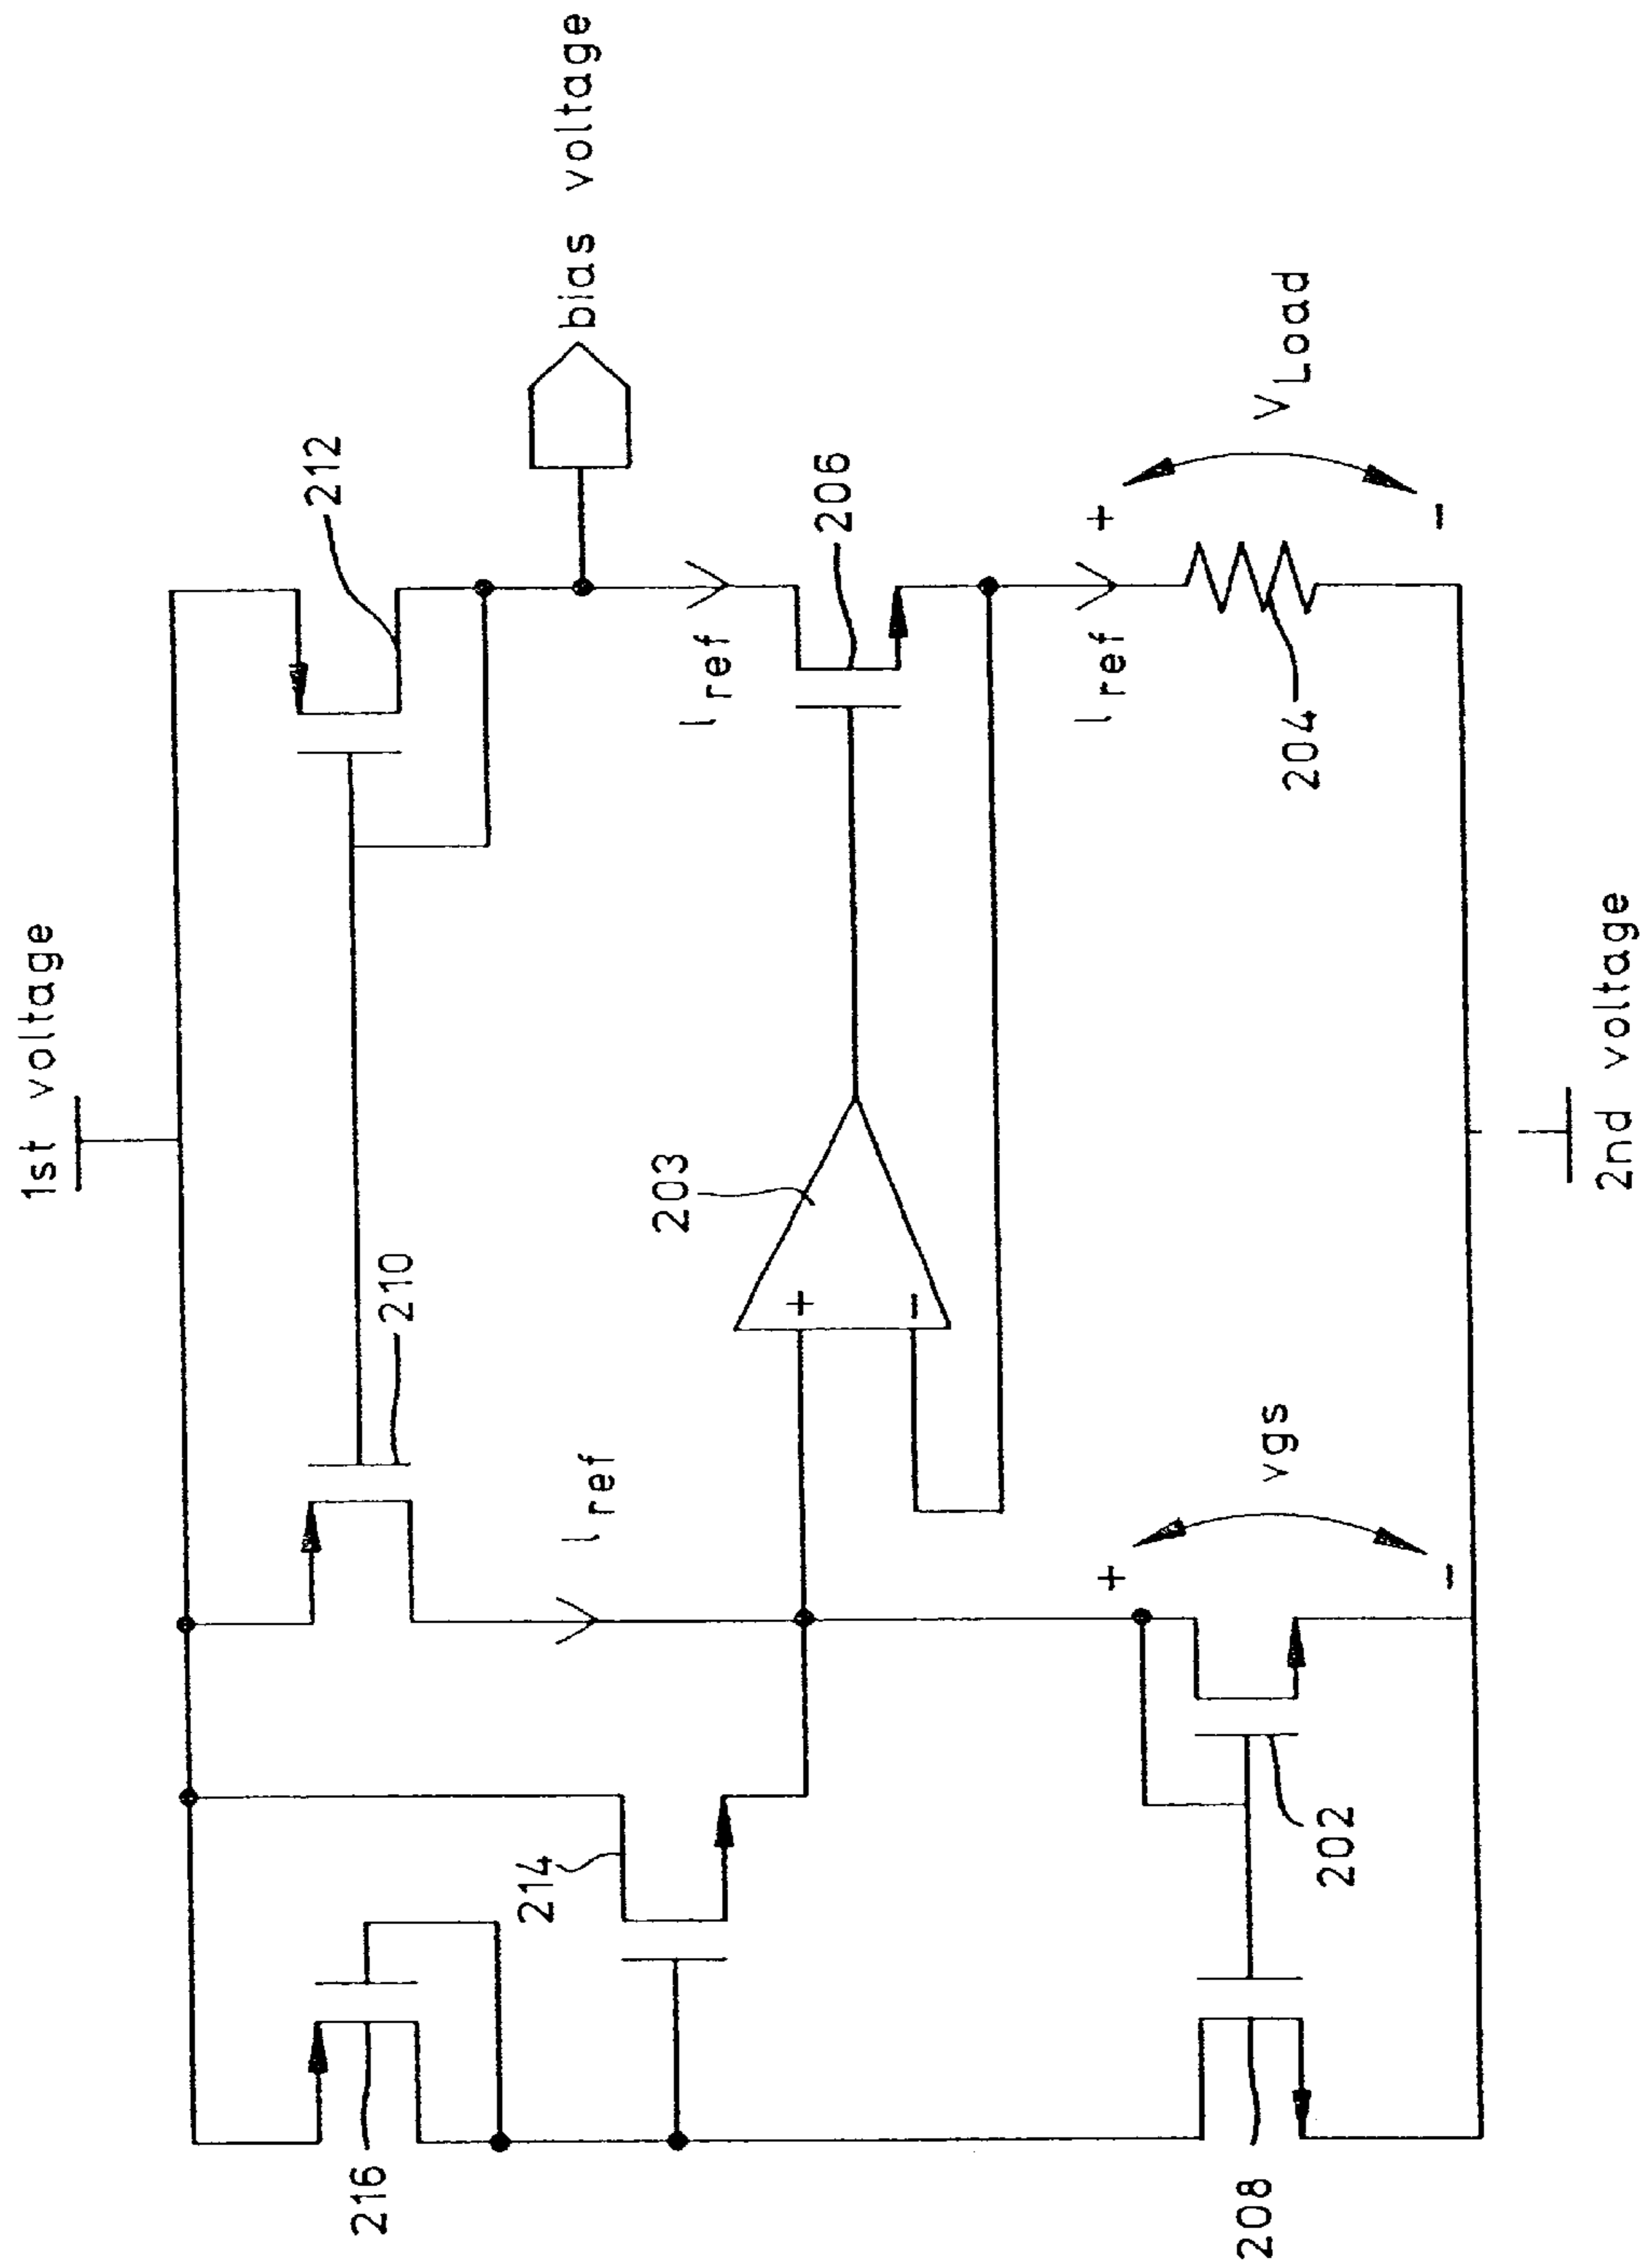 1st voltage
212
bias voltage
210
Iref
Iref
216
214
203
+
-
206
Iref
+
VLoad
-
204
+
vgs
-
202
208
2nd voltage